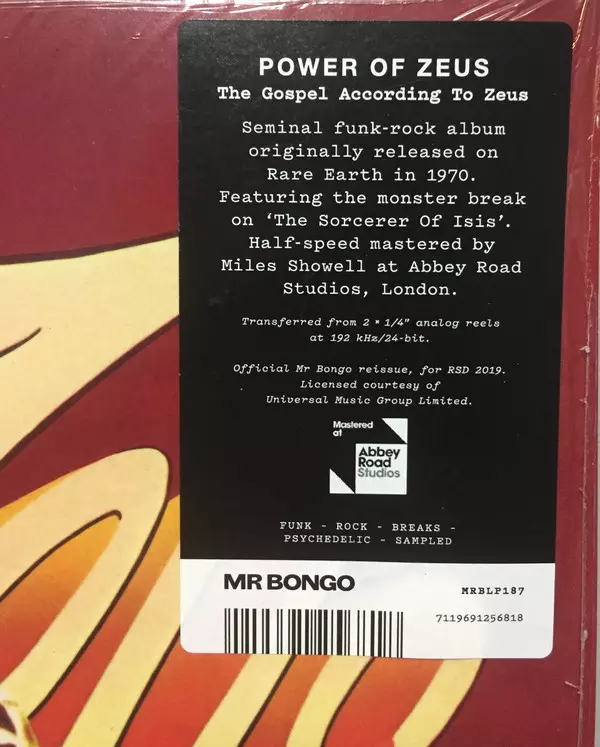 POWER OF ZEUS
The Gospel According To Zeus
Seminal funk-rock album
originally released on
Rare Earth in 1970.
Featuring the monster break
on ‘The Sorcerer Of Isis’.
Half-speed mastered by
Miles Showell at Abbey Road
Studios, London.
Transferred from 2 * 1/4" analog reels
at 192 kHz/24-bit.
Official Mr Bongo reissue, for RSD 2019.
Licensed courtesy of
Universal Music Group Limited.
Mastered
at
Abbey
Road
Studios
FUNK - ROCK - BREAKS -
PSYCHEDELIC - SAMPLED
MR BONGO
MRBLP187
7119691256818